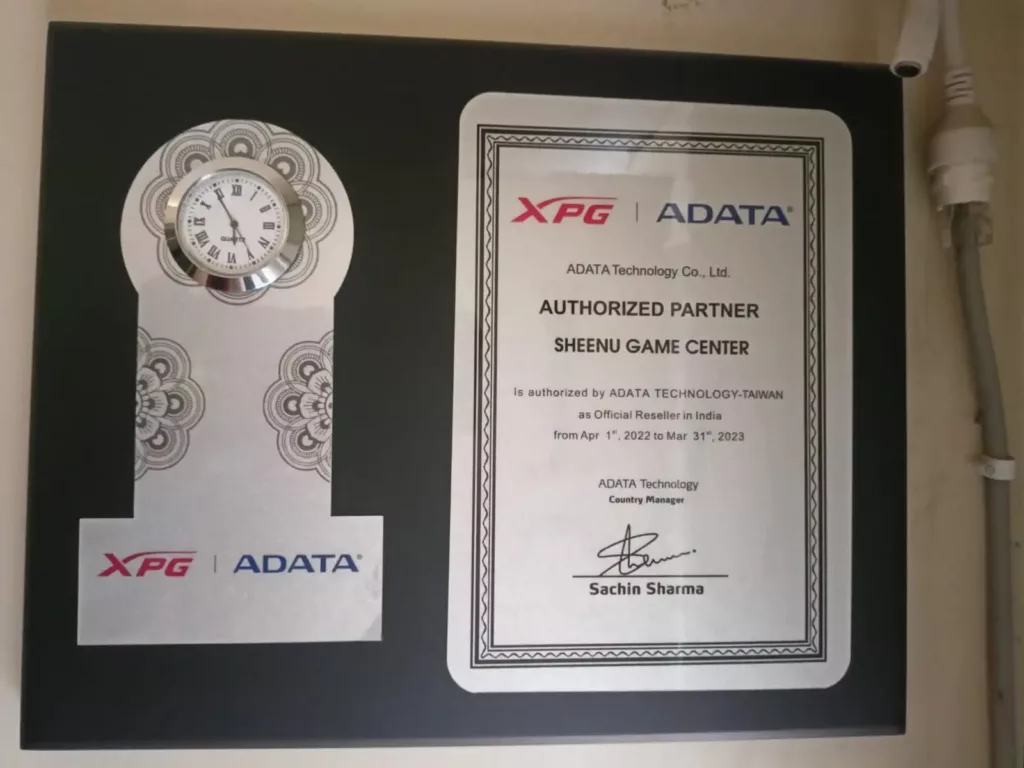 XPG | ADATA®
ADATA Technology Co., Ltd.
AUTHORIZED PARTNER
SHEENU GAME CENTER
Is authorized by ADATA TECHNOLOGY-TAIWAN
as Official Reseller in India
from Apr 1st, 2022 to Mar 31st, 2023
ADATA Technology
Country Manager
Sachin Sharma
XII
XPG | ADATA®